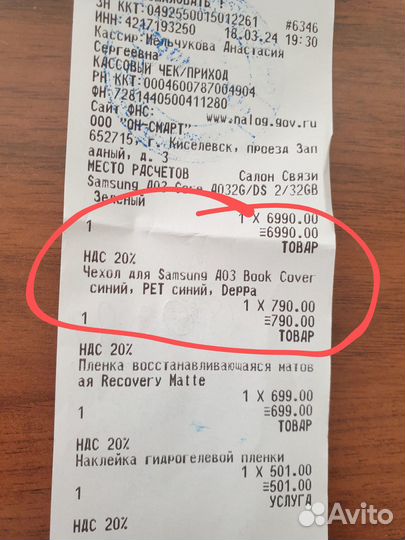 ЗН ККТ:0492550015012261 #6346
ИНН:4217193250 18.03.24 19:30
Кассир Мельчукова Анастасия
Сергеевна
КАССОВЫЙ ЧЕК/ПРИХОД
РН ККТ:0004600787004904
ФН:7281440500411280
Сайт ФНС: www.nalog.gov.ru
ООО "ОН-СМАРТ"
652715, г. Киселевск, проезд Зап
адный, д. 3
МЕСТО РАСЧЕТОВ Салон Связи
Samsung A03 Core A032G/DS 2/32GB
Зеленый
1 X 6990.00
1 ≡6990.00
ТОВАР
НДС 20%
Чехол для Samsung A03 Book Cover
синий, PET синий, Deppa
1 X 790.00
1 ≡790.00
ТОВАР
НДС 20%
Пленка восстанавливающаяся матов
ая Recovery Matte
1 X 699.00
1 ≡699.00
ТОВАР
НДС 20%
Наклейка гидрогелевой пленки
1 X 501.00
1 ≡501.00
УСЛУГА
НДС 20%
Avito